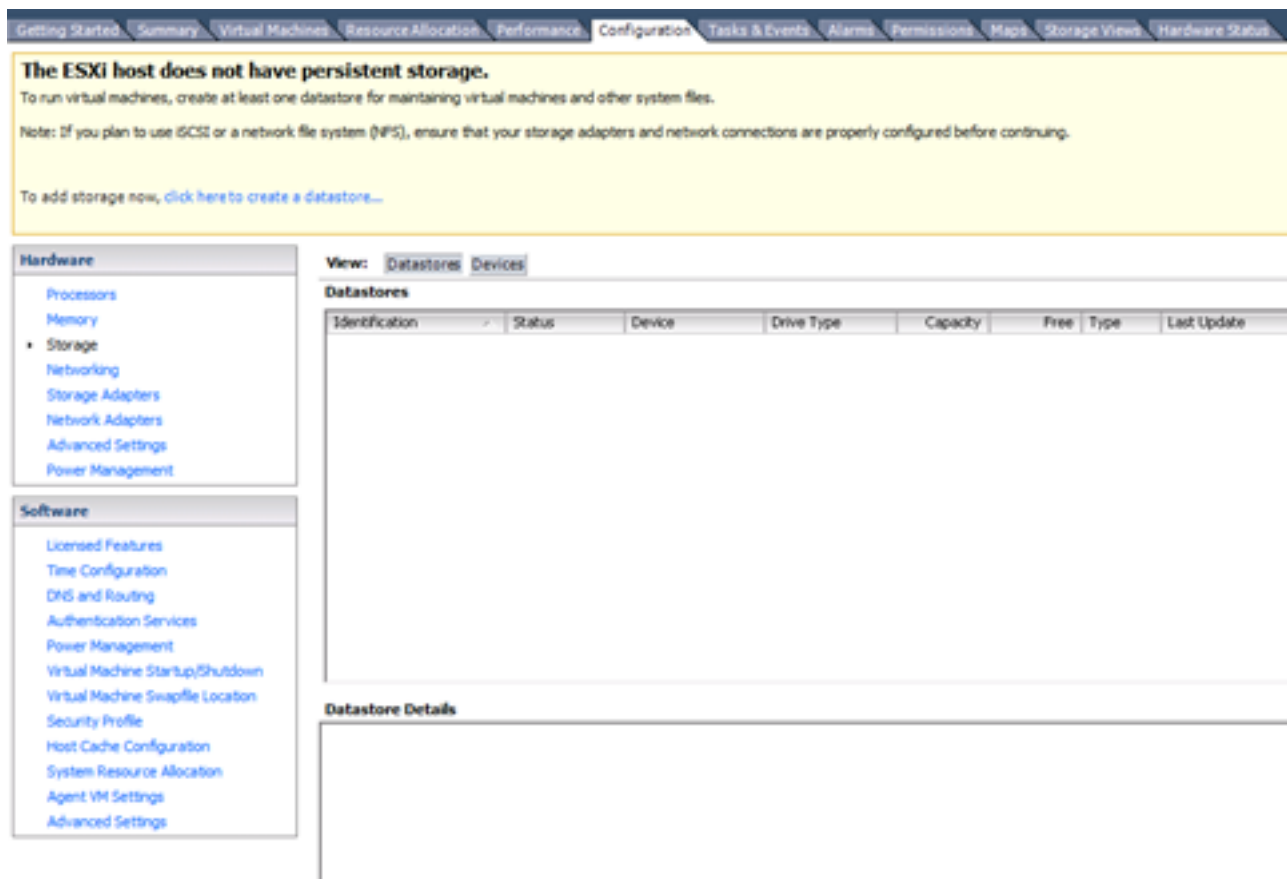 Getting Started Summary Virtual Machines Resource Allocation Performance Configuration Tasks & Events Alarms Permissions Maps Storage Views Hardware Status
The ESXi host does not have persistent storage.
To run virtual machines, create at least one datastore for maintaining virtual machines and other system files.
Note: If you plan to use iSCSI or a network file system (NFS), ensure that your storage adapters and network connections are properly configured before continuing.
To add storage now, click here to create a datastore...
Hardware
Processors
Memory
Storage
Networking
Storage Adapters
Network Adapters
Advanced Settings
Power Management
Software
Licensed Features
Time Configuration
DNS and Routing
Authentication Services
Power Management
Virtual Machine Startup/Shutdown
Virtual Machine Swapfile Location
Security Profile
Host Cache Configuration
System Resource Allocation
Agent VM Settings
Advanced Settings
View: Datastores Devices
Datastores
Identification Status Device Drive Type Capacity Free Type Last Update
Datastore Details